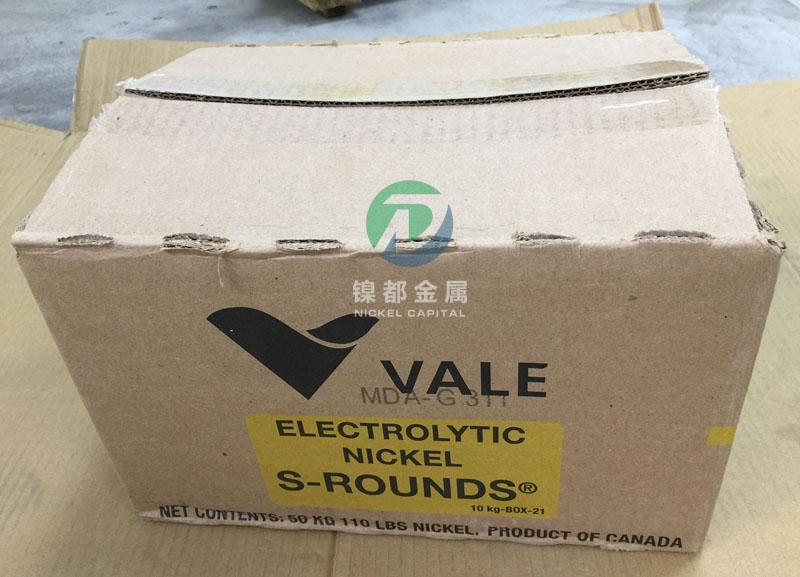 镍都金属
NICKEL CAPITAL
VALE
MDA-G 311
ELECTROLYTIC
NICKEL
S-ROUNDS®
10 kg-BOX-21
NET CONTENTS: 50 KG 110 LBS NICKEL. PRODUCT OF CANADA